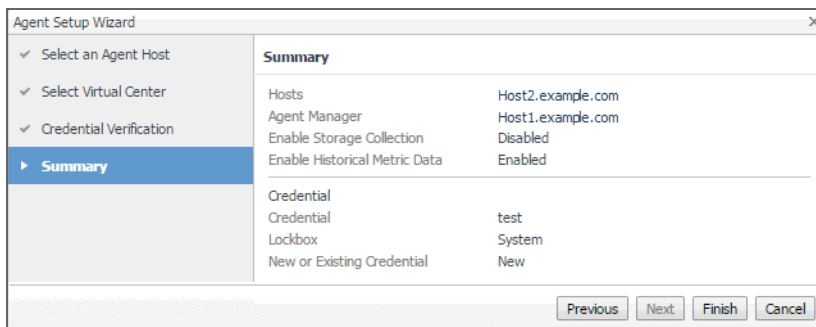 Agent Setup Wizard
Select an Agent Host
Select Virtual Center
Credential Verification
Summary
Summary
Hosts Host2.example.com
Agent Manager Host1.example.com
Enable Storage Collection Disabled
Enable Historical Metric Data Enabled
Credential
Credential test
Lockbox System
New or Existing Credential New
Previous Next Finish Cancel